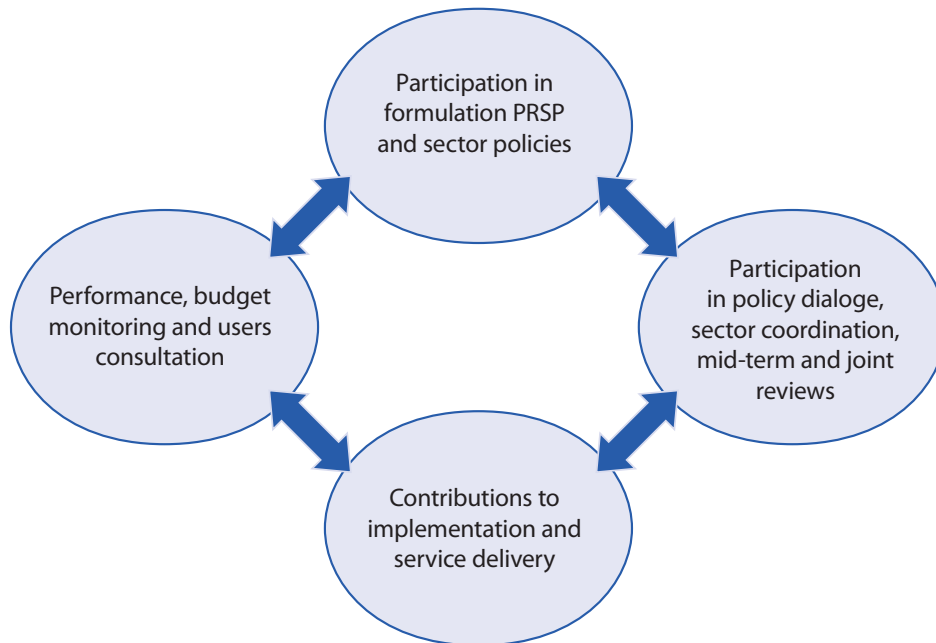 Participation in
formulation PRSP
and sector policies
Performance, budget
monitoring and users
consultation
Participation
in policy dialoge,
sector coordination,
mid-term and joint
reviews
Contributions to
implementation and
service delivery